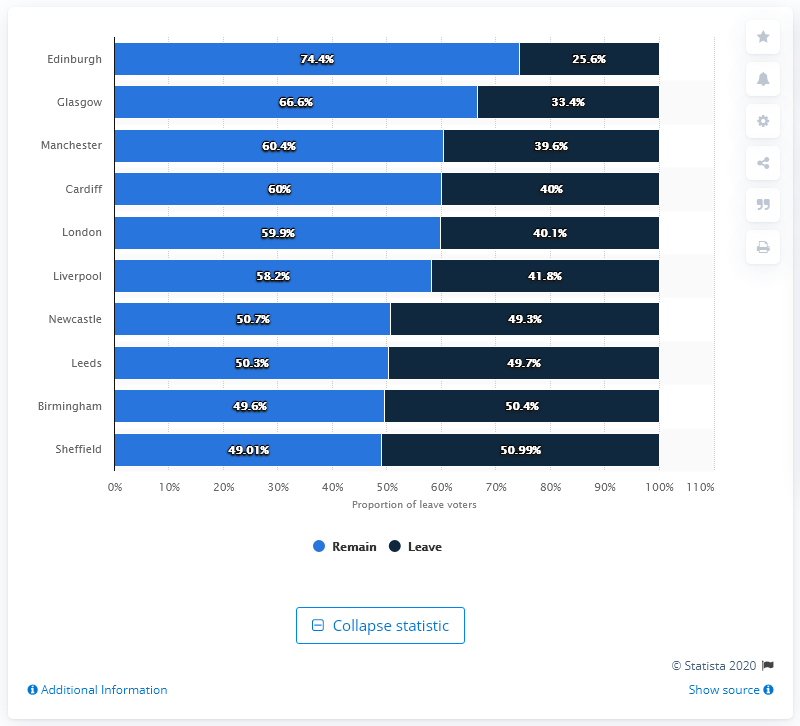 Edinburgh 74.4% 25.6%
Glasgow 66.6% 33.4%
Manchester 60.4% 39.6%
Cardiff 60% 40%
London 59.9% 40.1%
Liverpool 58.2% 41.8%
Newcastle 50.7% 49.3%
Leeds 50.3% 49.7%
Birmingham 49.6% 50.4%
Sheffield 49.01% 50.99%
0% 10% 20% 30% 40% 50% 60% 70% 80% 90% 100% 110%
Proportion of leave voters
Remain Leave
Collapse statistic
© Statista 2020
Additional Information Show source